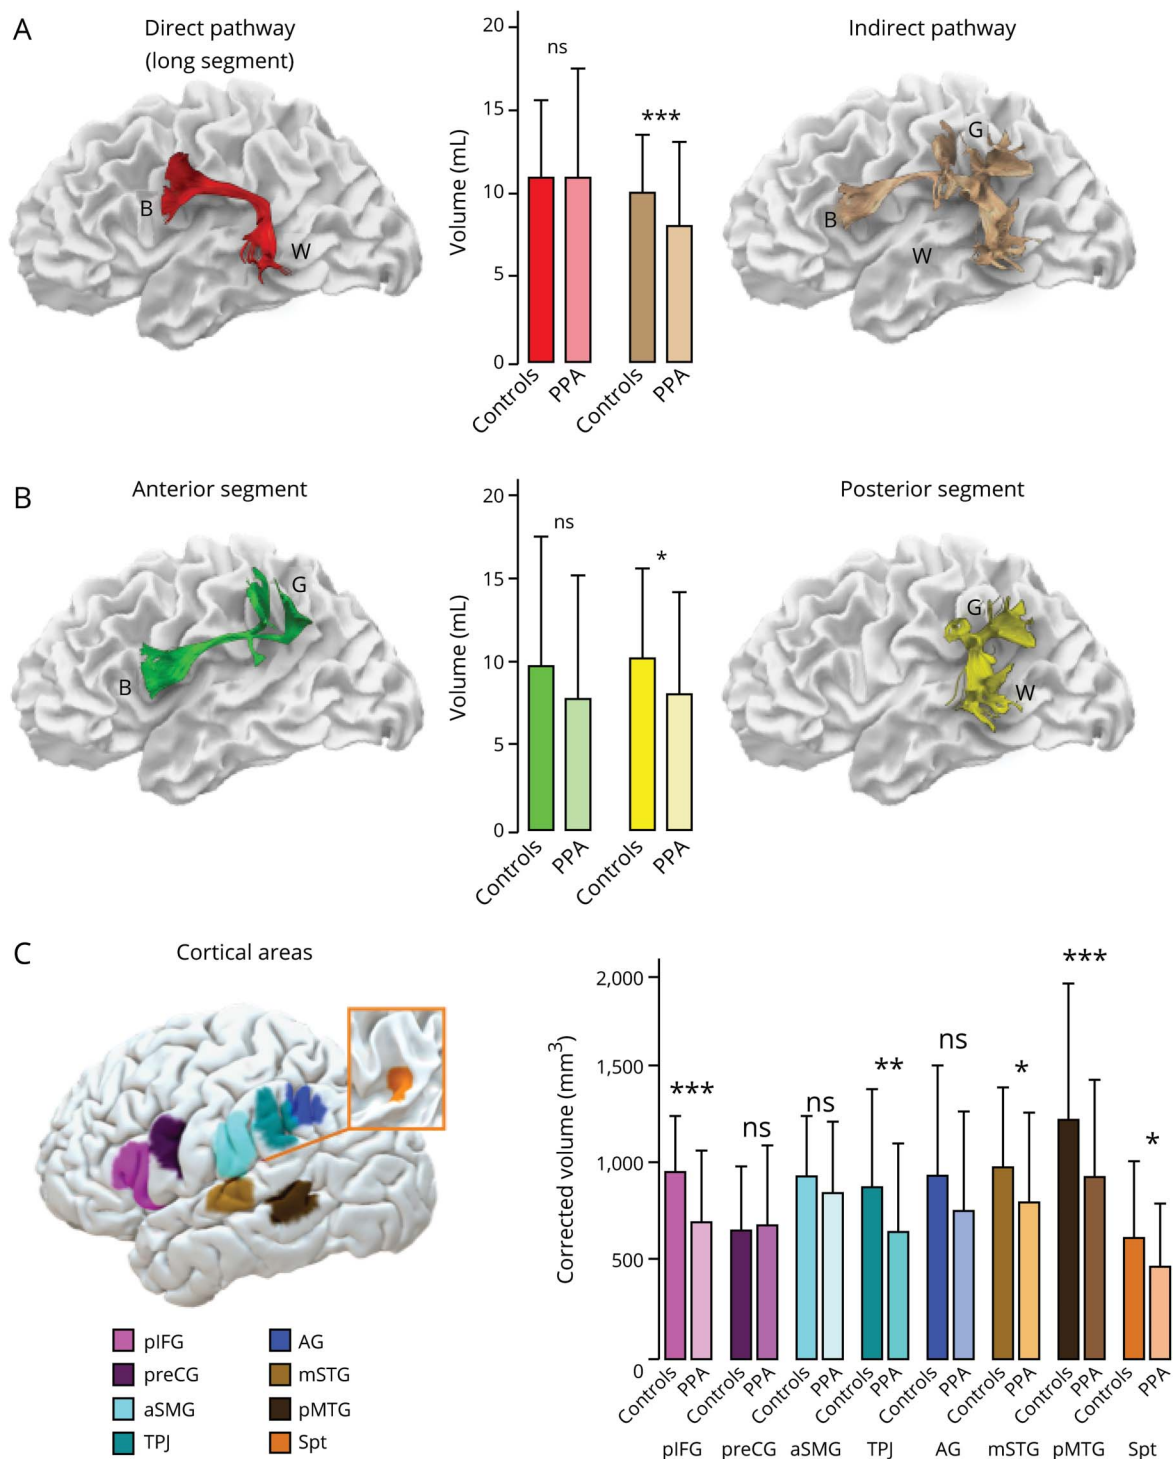 A
Direct pathway
(long segment)
B
W
Volume (mL)
20
15
10
5
0
ns
***
Controls
PPA
Controls
PPA
Indirect pathway
G
B
W
B
Anterior segment
G
B
Volume (mL)
20
15
10
5
0
ns
*
Controls
PPA
Controls
PPA
Posterior segment
G
W
C
Cortical areas
pIFG
preCG
aSMG
TPJ
AG
mSTG
pMTG
Spt
Corrected volume (mm³)
2,000
1,500
1,000
500
0
***
ns
ns
**
ns
*
***
*
Controls PPA Controls PPA Controls PPA Controls PPA Controls PPA Controls PPA Controls PPA Controls PPA
pIFG preCG aSMG TPJ AG mSTG pMTG Spt